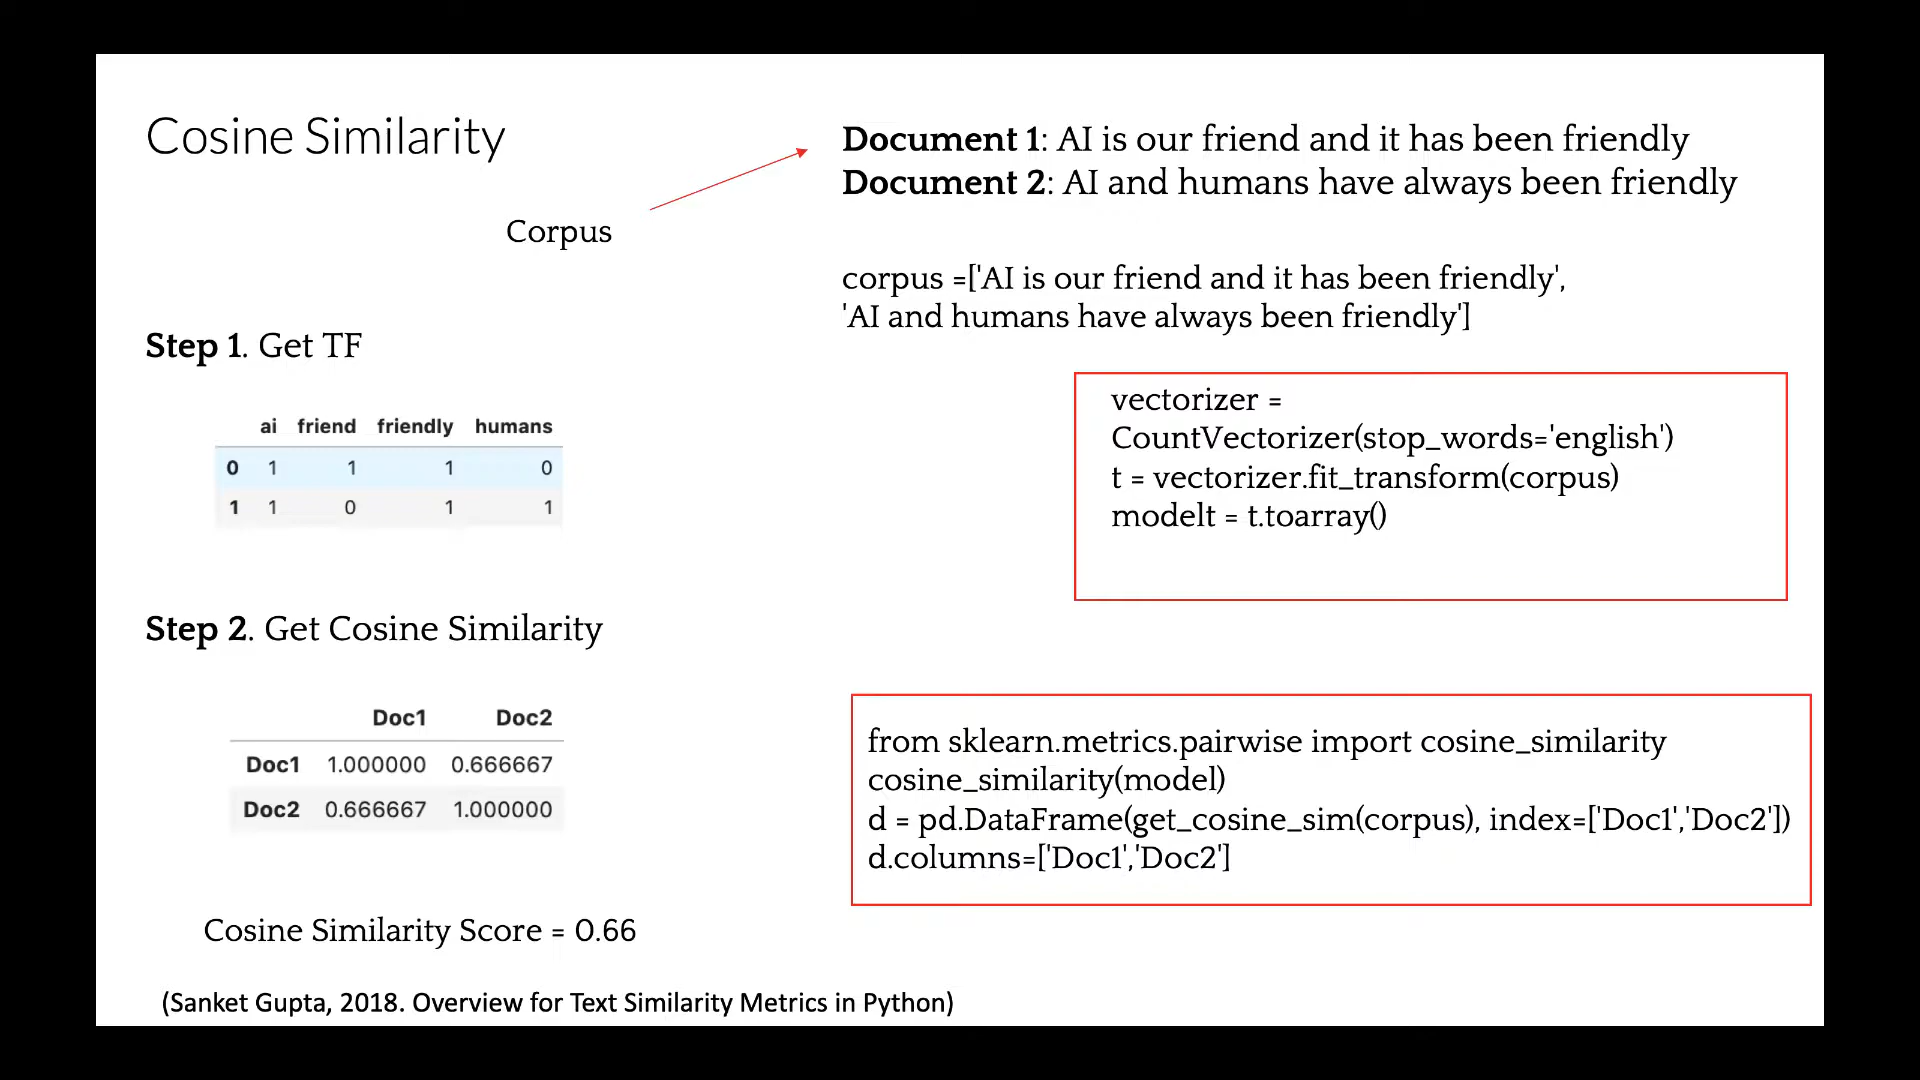 Cosine Similarity
Document 1: AI is our friend and it has been friendly
Document 2: AI and humans have always been friendly
Corpus
corpus =['AI is our friend and it has been friendly',
'AI and humans have always been friendly']
Step 1. Get TF
ai friend friendly humans
0 1 1 1 0
1 1 0 1 1
vectorizer =
CountVectorizer(stop_words='english')
t = vectorizer.fit_transform(corpus)
modelt = t.toarray()
Step 2. Get Cosine Similarity
Doc1 Doc2
Doc1 1.000000 0.666667
Doc2 0.666667 1.000000
from sklearn.metrics.pairwise import cosine_similarity
cosine_similarity(model)
d = pd.DataFrame(get_cosine_sim(corpus), index=['Doc1','Doc2'])
d.columns=['Doc1','Doc2']
Cosine Similarity Score = 0.66
(Sanket Gupta, 2018. Overview for Text Similarity Metrics in Python)